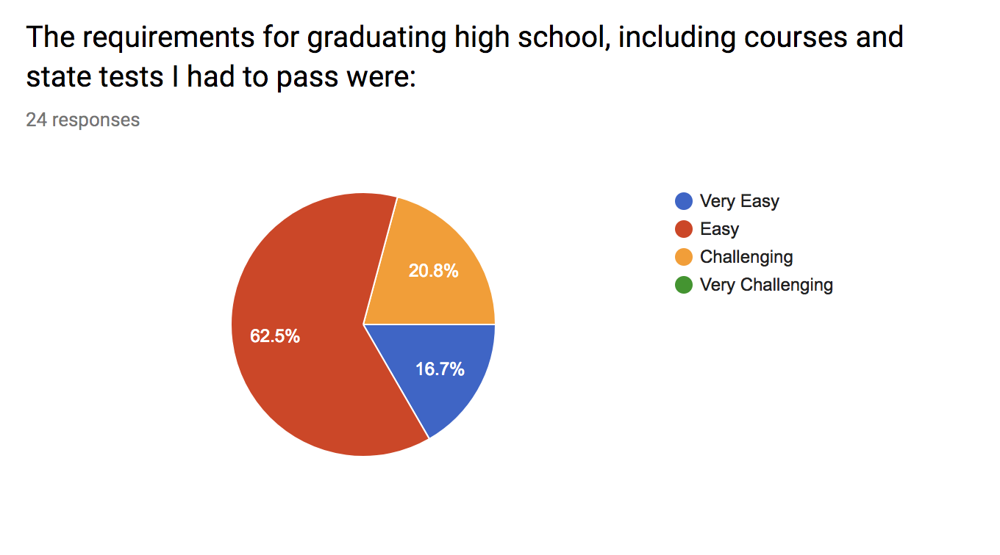 The requirements for graduating high school, including courses and
state tests I had to pass were:
24 responses
Very Easy
Easy
Challenging
Very Challenging
20.8%
62.5%
16.7%